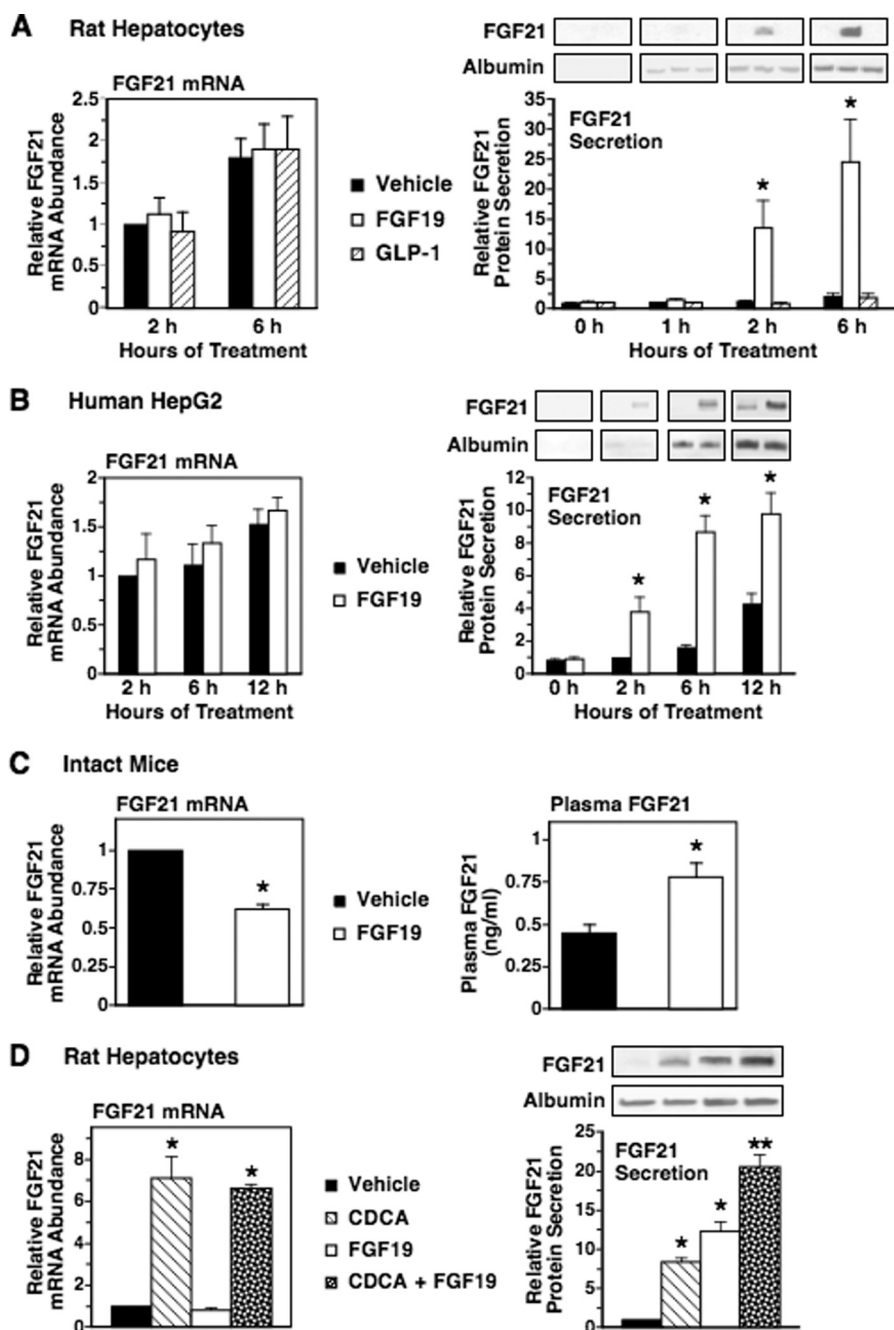 A Rat Hepatocytes
FGF21 mRNA
Relative FGF21
mRNA Abundance
2.5
2
1.5
1
0.5
0
2 h 6 h
Hours of Treatment
Vehicle
FGF19
GLP-1
FGF21
Albumin
FGF21
Secretion
Relative FGF21
Protein Secretion
35
30
25
20
15
10
5
0
* *
0 h 1 h 2 h 6 h
Hours of Treatment
B Human HepG2
FGF21 mRNA
Relative FGF21
mRNA Abundance
2
1.5
1
0.5
0
2 h 6 h 12 h
Hours of Treatment
Vehicle
FGF19
FGF21
Albumin
FGF21
Secretion
Relative FGF21
Protein Secretion
12
10
8
6
4
2
0
* * *
0 h 2 h 6 h 12 h
Hours of Treatment
C Intact Mice
FGF21 mRNA
Relative FGF21
mRNA Abundance
1
0.75
0.5
0.25
0
*
Vehicle
FGF19
Plasma FGF21
Plasma FGF21
(ng/ml)
1
0.75
0.5
0.25
0
*
D Rat Hepatocytes
FGF21 mRNA
Relative FGF21
mRNA Abundance
8
6
4
2
0
* *
Vehicle
CDCA
FGF19
CDCA + FGF19
FGF21
Albumin
FGF21
Secretion
Relative FGF21
Protein Secretion
25
20
15
10
5
0
* * **